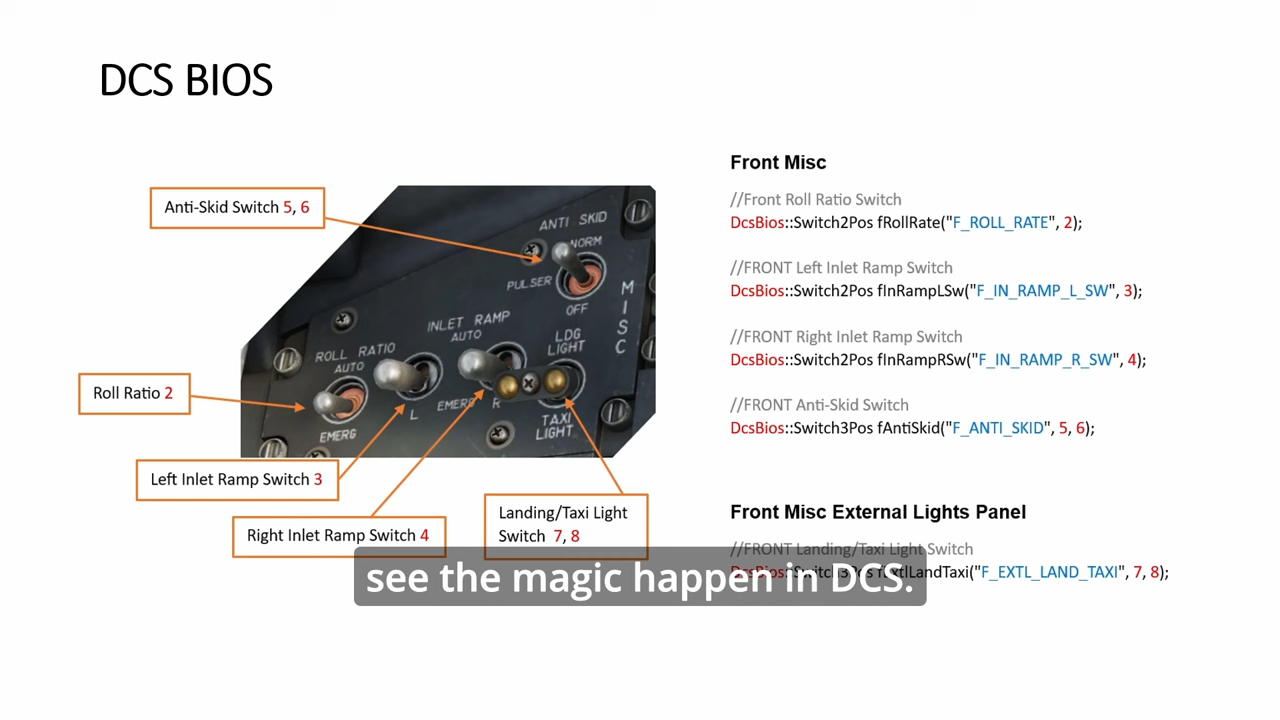 DCS BIOS
Anti-Skid Switch 5, 6
ANTI SKID
NORM
PULSER
OFF
MISC
INLET RAMP
AUTO
LDG
LIGHT
ROLL RATIO
AUTO
L
EMERG
R
EMERG
TAXI
LIGHT
Roll Ratio 2
Left Inlet Ramp Switch 3
Right Inlet Ramp Switch 4
Landing/Taxi Light
Switch 7, 8
Front Misc
//Front Roll Ratio Switch
DcsBios::Switch2Pos fRollRate("F_ROLL_RATE", 2);
//FRONT Left Inlet Ramp Switch
DcsBios::Switch2Pos fInRampLSw("F_IN_RAMP_L_SW", 3);
//FRONT Right Inlet Ramp Switch
DcsBios::Switch2Pos fInRampRSw("F_IN_RAMP_R_SW", 4);
//FRONT Anti-Skid Switch
DcsBios::Switch3Pos fAntiSkid("F_ANTI_SKID", 5, 6);
Front Misc External Lights Panel
//FRONT Landing/Taxi Light Switch
DcsBios::Switch3Pos fExtlLandTaxi("F_EXTL_LAND_TAXI", 7, 8);
see the magic happen in DCS.